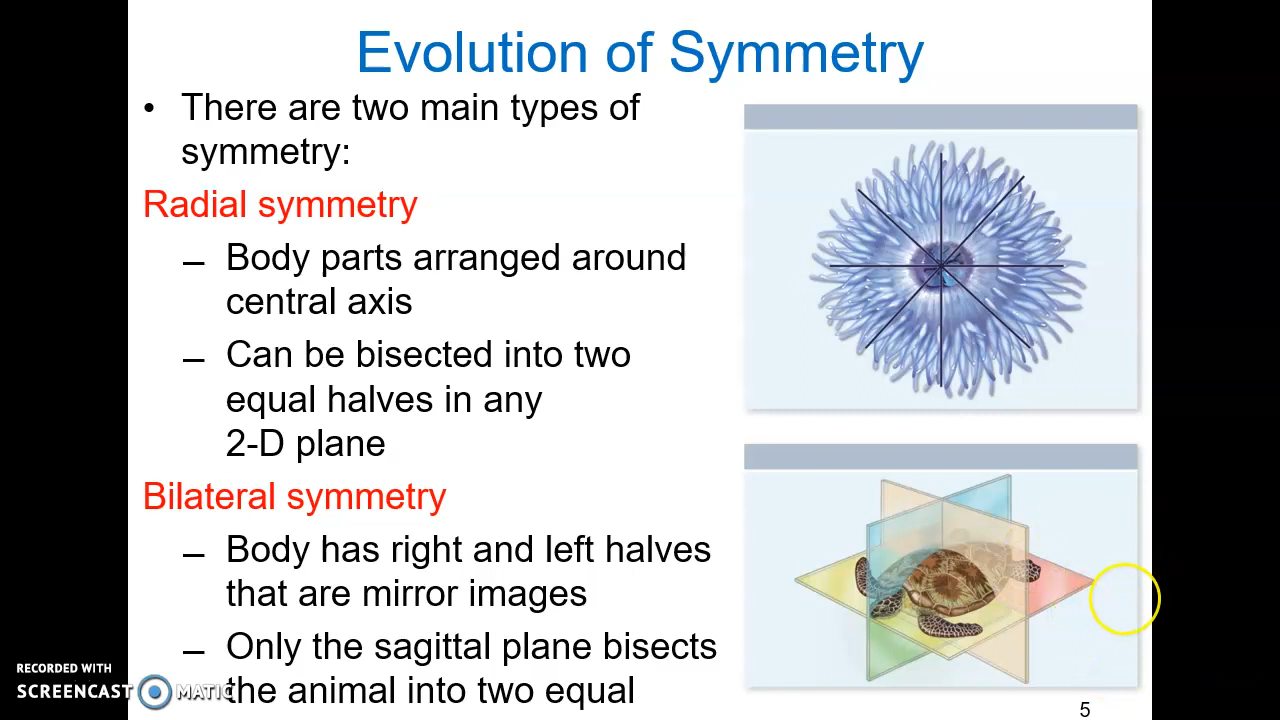 Evolution of Symmetry
• There are two main types of
symmetry:
Radial symmetry
– Body parts arranged around
central axis
– Can be bisected into two
equal halves in any
2-D plane
Bilateral symmetry
– Body has right and left halves
that are mirror images
– Only the sagittal plane bisects
the animal into two equal
RECORDED WITH
SCREENCAST MATIC
5